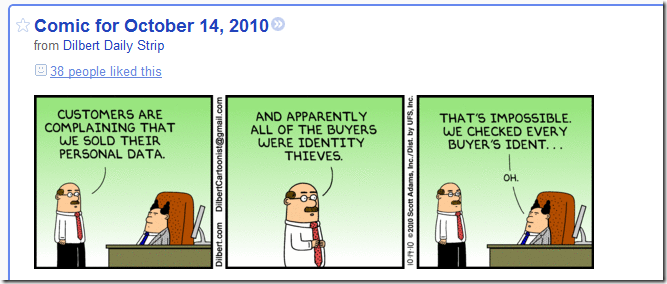 Comic for October 14, 2010
from Dilbert Daily Strip
38 people liked this
CUSTOMERS ARE
COMPLAINING THAT
WE SOLD THEIR
PERSONAL DATA.
Dilbert.com DilbertCartoonist@gmail.com
AND APPARENTLY
ALL OF THE BUYERS
WERE IDENTITY
THIEVES.
10-14-10 ©2010 Scott Adams, Inc./Dist. by UFS, Inc.
THAT'S IMPOSSIBLE.
WE CHECKED EVERY
BUYER'S IDENT...
OH.